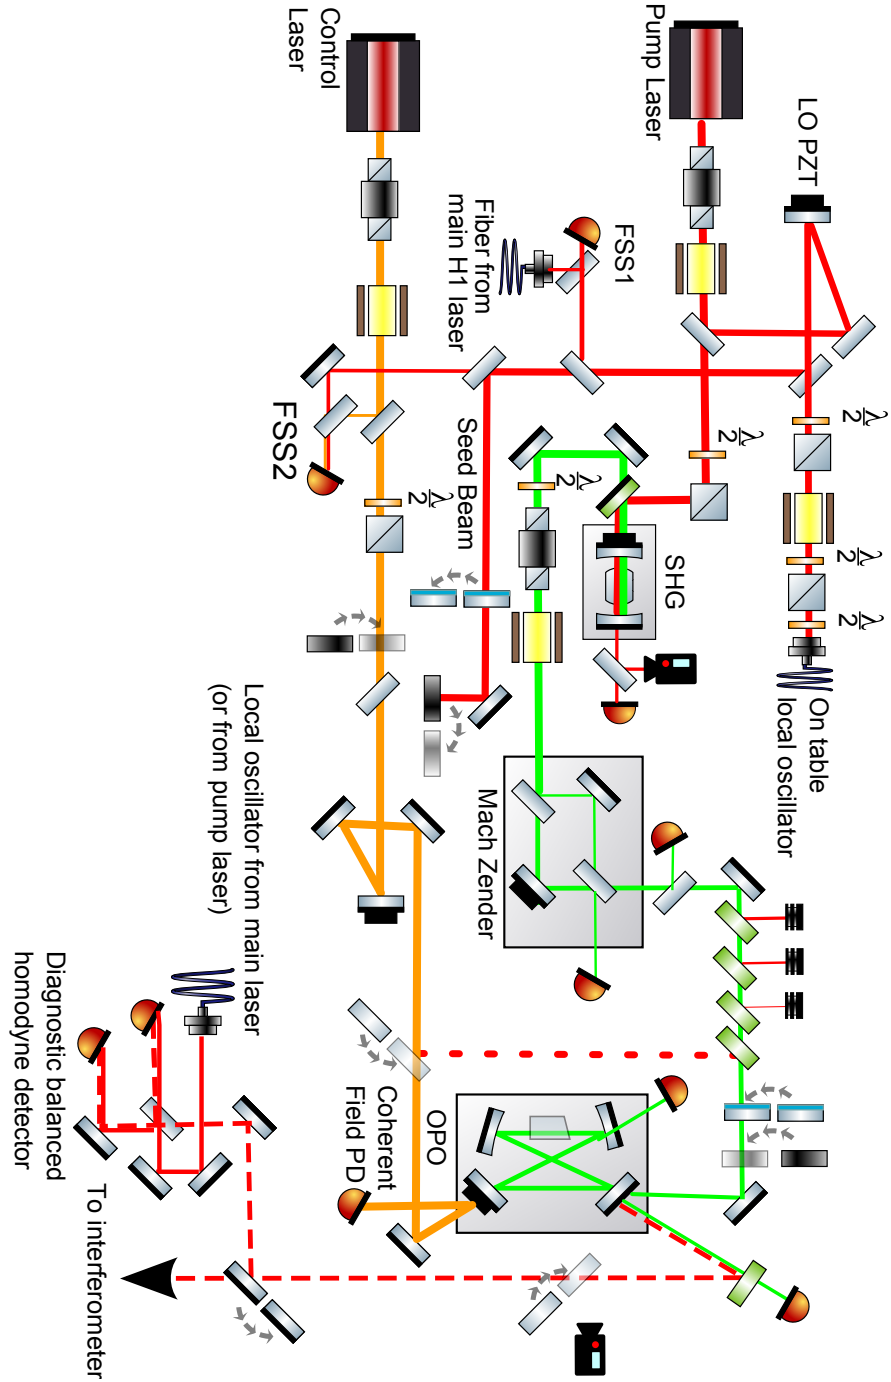 Control
Laser
Pump Laser
LO PZT
FSS1
Fiber from
main H1 laser
FSS2
λ/2
λ/2
λ/2
λ/2
λ/2
λ/2
Seed Beam
SHG
On table
local oscillator
Mach Zender
Local oscillator from main laser
(or from pump laser)
Diagnostic balanced
homodyne detector
OPO
Coherent
Field PD
To interferometer